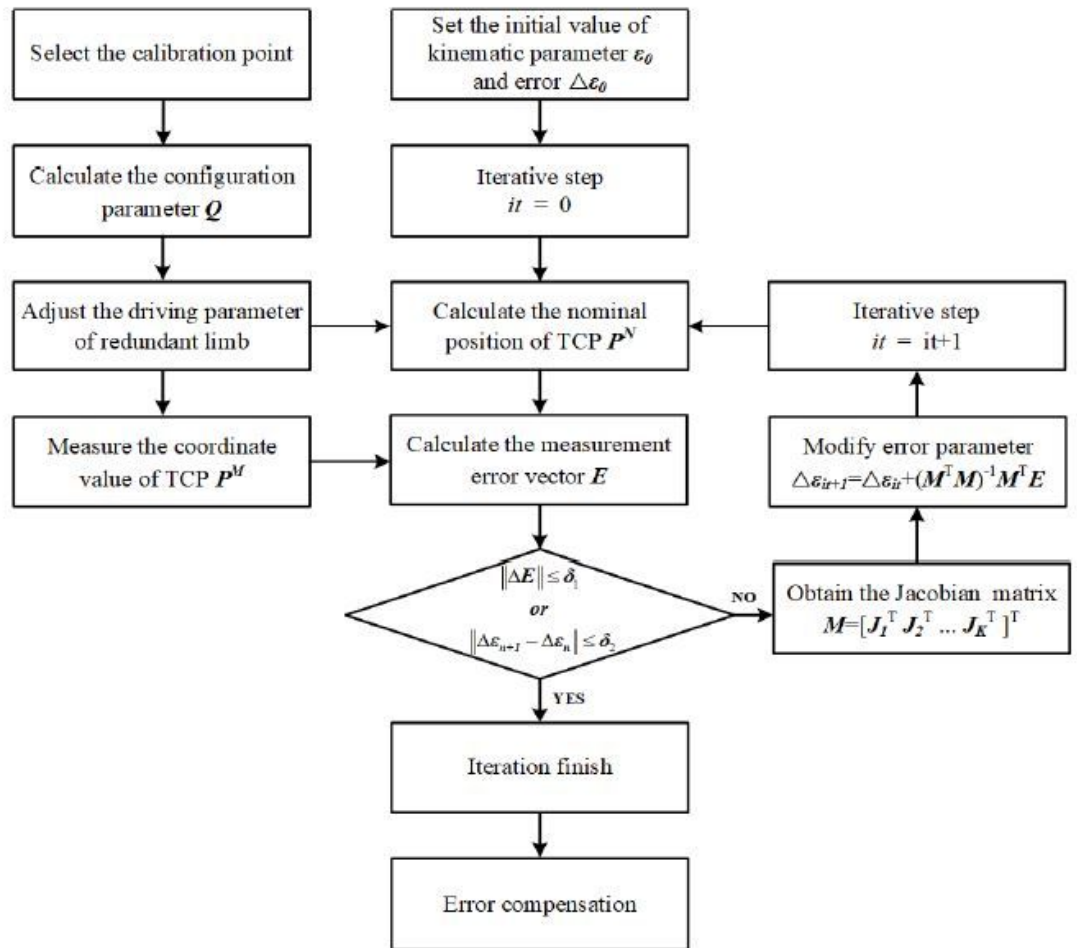 Select the calibration point
Set the initial value of
kinematic parameter ε₀
and error △ε₀
Calculate the configuration
parameter Q
Iterative step
it = 0
Adjust the driving parameter
of redundant limb
Calculate the nominal
position of TCP Pᴺ
Iterative step
it = it+1
Measure the coordinate
value of TCP Pᴹ
Calculate the measurement
error vector E
Modify error parameter
△εᵢₜ₊₁=△εᵢₜ+(MᵀM)⁻¹MᵀE
‖ΔE‖≤δ₁
or
‖Δεₙ₊₁−Δεₙ|≤δ₂
NO
Obtain the Jacobian matrix
M=[J₁ᵀ J₂ᵀ ... J_Kᵀ ]ᵀ
YES
Iteration finish
Error compensation